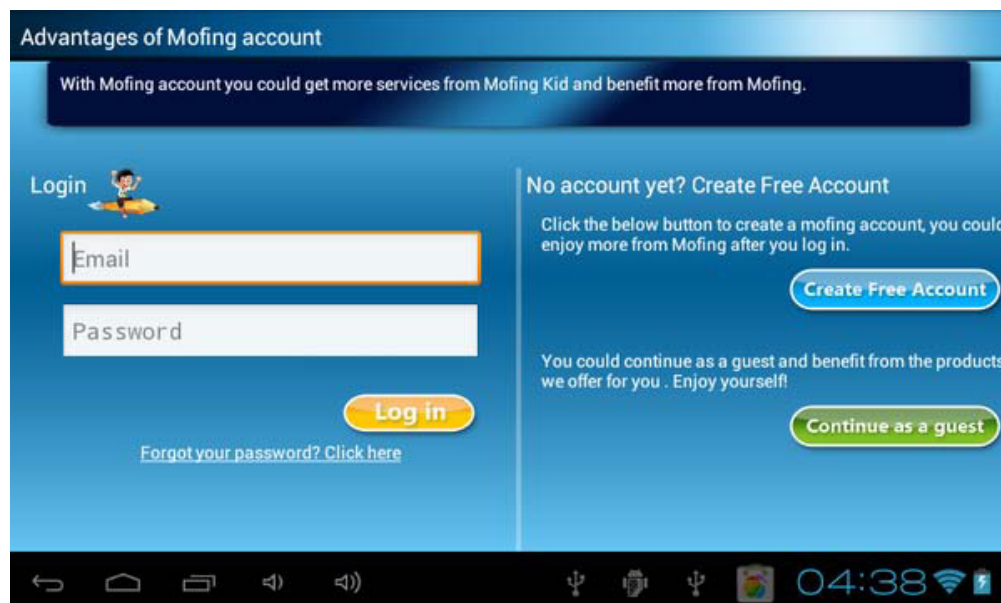 Advantages of Mofing account
With Mofing account you could get more services from Mofing Kid and benefit more from Mofing.
Login
Email
Password
Log in
Forgot your password? Click here
No account yet? Create Free Account
Click the below button to create a mofing account, you could
enjoy more from Mofing after you log in.
Create Free Account
You could continue as a guest and benefit from the products
we offer for you . Enjoy yourself!
Continue as a guest
04:38